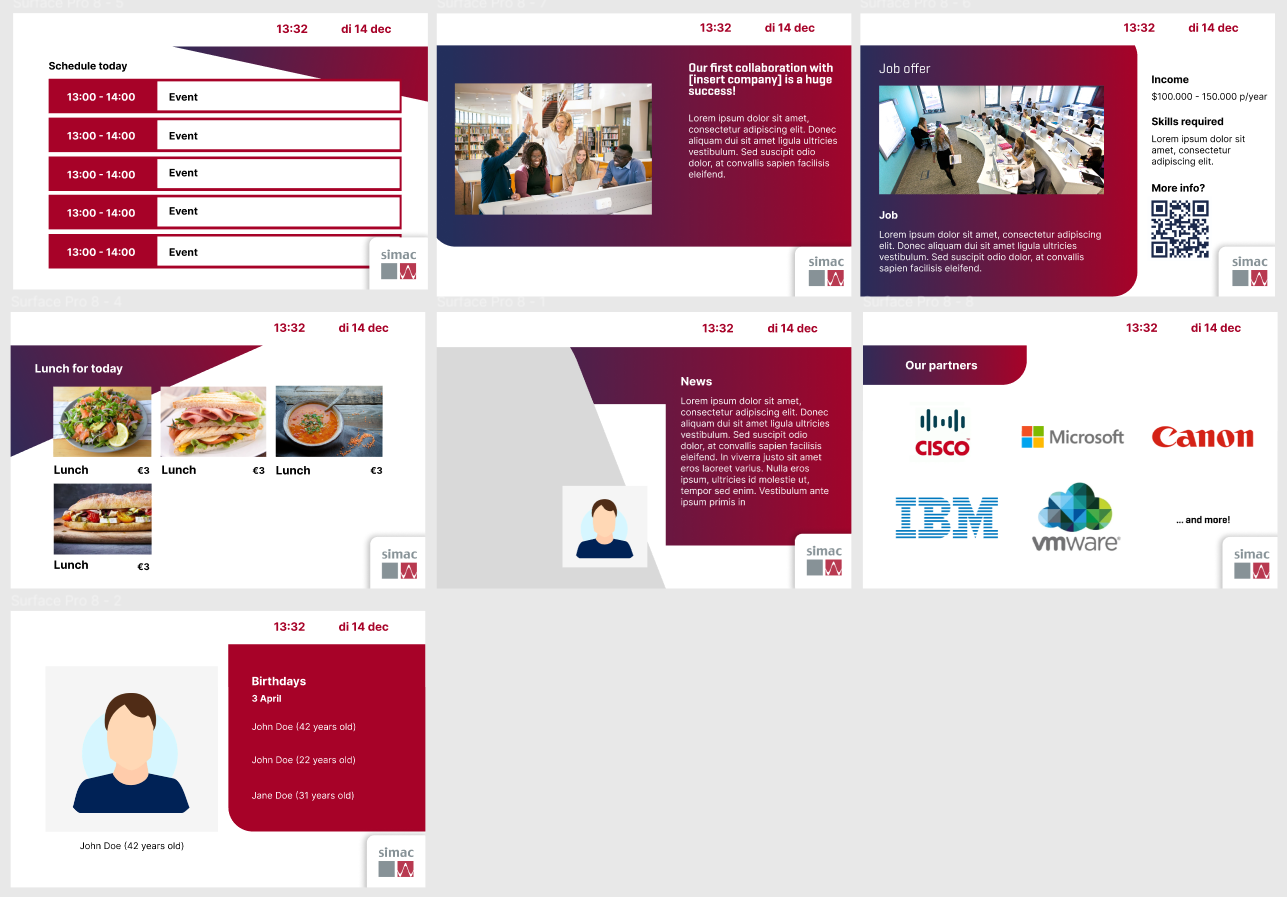 Surface Pro 8 - 5
13:32 di 14 dec
Schedule today
13:00 - 14:00 Event
13:00 - 14:00 Event
13:00 - 14:00 Event
13:00 - 14:00 Event
13:00 - 14:00 Event
simac
Surface Pro 8 - 7
13:32 di 14 dec
Our first collaboration with
[insert company] is a huge
success!
Lorem ipsum dolor sit amet,
consectetur adipiscing elit. Donec
aliquam dui sit amet ligula ultricies
vestibulum. Sed suscipit odio
dolor, at convallis sapien facilisis
eleifend.
simac
Surface Pro 8 - 6
13:32 di 14 dec
Job offer
Job
Lorem ipsum dolor sit amet, consectetur adipiscing
elit. Donec aliquam dui sit amet ligula ultricies
vestibulum. Sed suscipit odio dolor, at convallis
sapien facilisis eleifend.
Income
$100.000 - 150.000 p/year
Skills required
Lorem ipsum dolor sit
amet, consectetur
adipiscing elit.
More info?
simac
Surface Pro 8 - 4
13:32 di 14 dec
Lunch for today
Lunch €3 Lunch €3 Lunch €3
Lunch €3
simac
Surface Pro 8 - 1
13:32 di 14 dec
News
Lorem ipsum dolor sit amet,
consectetur adipiscing elit. Donec
aliquam dui sit amet ligula ultricies
vestibulum. Sed suscipit odio
dolor, at convallis sapien facilisis
eleifend. In viverra justo sit amet
eros laoreet varius. Nulla eros
ipsum, ultricies id molestie ut,
tempor sed enim. Vestibulum ante
ipsum primis in
simac
Surface Pro 8 - 8
13:32 di 14 dec
Our partners
CISCO Microsoft Canon
IBM vmware ... and more!
simac
Surface Pro 8 - 2
13:32 di 14 dec
John Doe (42 years old)
Birthdays
3 April
John Doe (42 years old)
John Doe (22 years old)
Jane Doe (31 years old)
simac